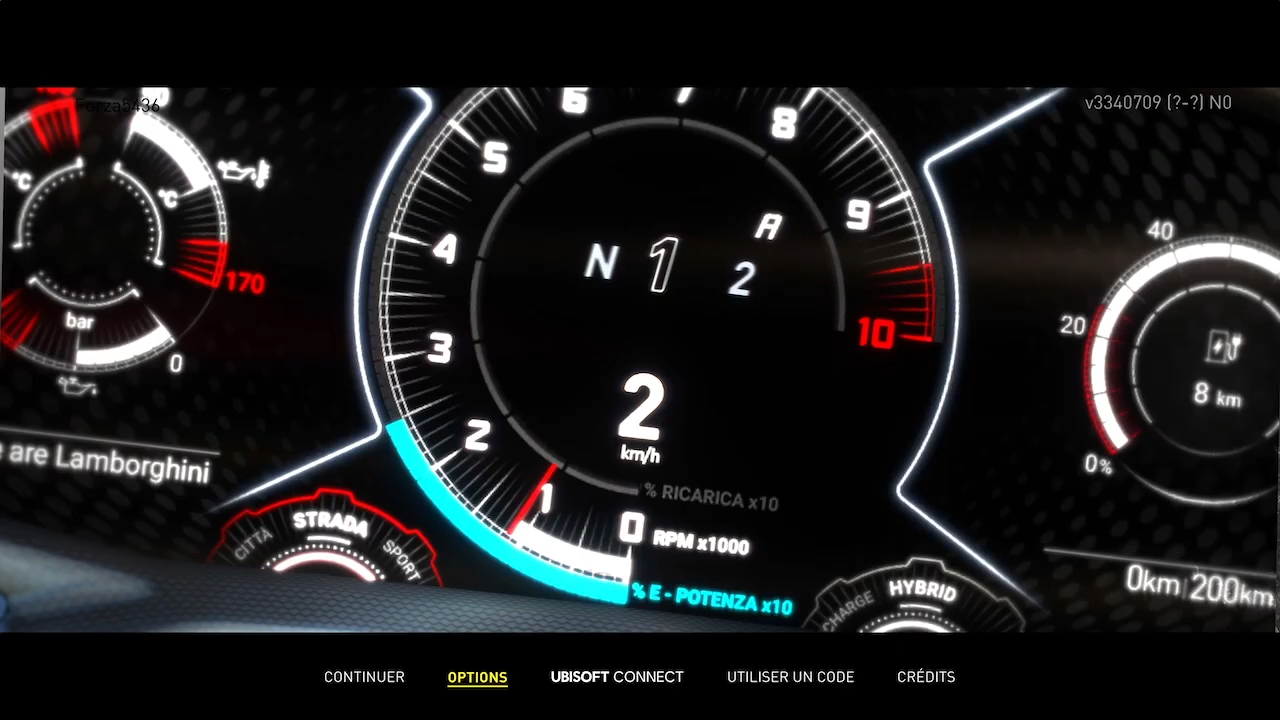 Forza5436
v3340709 (?-?) N0
°C
°C
170
bar
0
e are Lamborghini
CITTÀ
STRADA
SPORT
0
1
2
3
4
5
6
7
8
9
10
N 1 A 2
2
km/h
% RICARICA x10
RPM x1000
% E - POTENZA x10
40
20
0%
8 km
0km 200km
CHARGE
HYBRID
CONTINUER
OPTIONS
UBISOFT CONNECT
UTILISER UN CODE
CRÉDITS